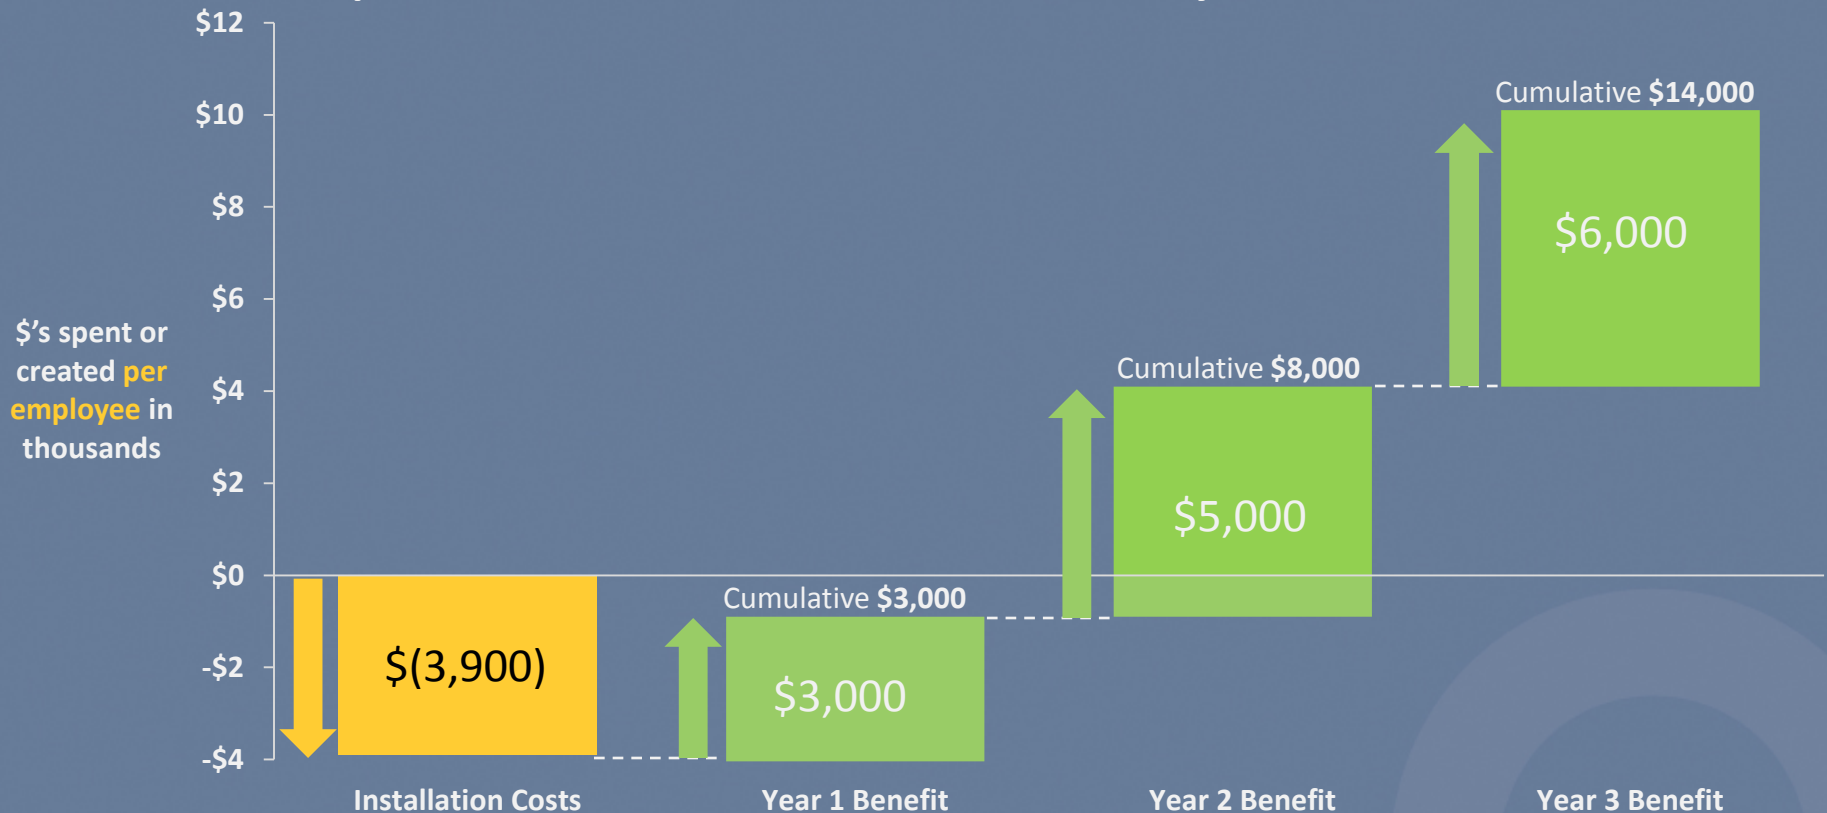 $12
$10
$8
$6
$4
$2
$0
-$2
-$4
$'s spent or
created per
employee in
thousands
Cumulative $14,000
$6,000
Cumulative $8,000
$5,000
Cumulative $3,000
$3,000
$(3,900)
Installation Costs
Year 1 Benefit
Year 2 Benefit
Year 3 Benefit